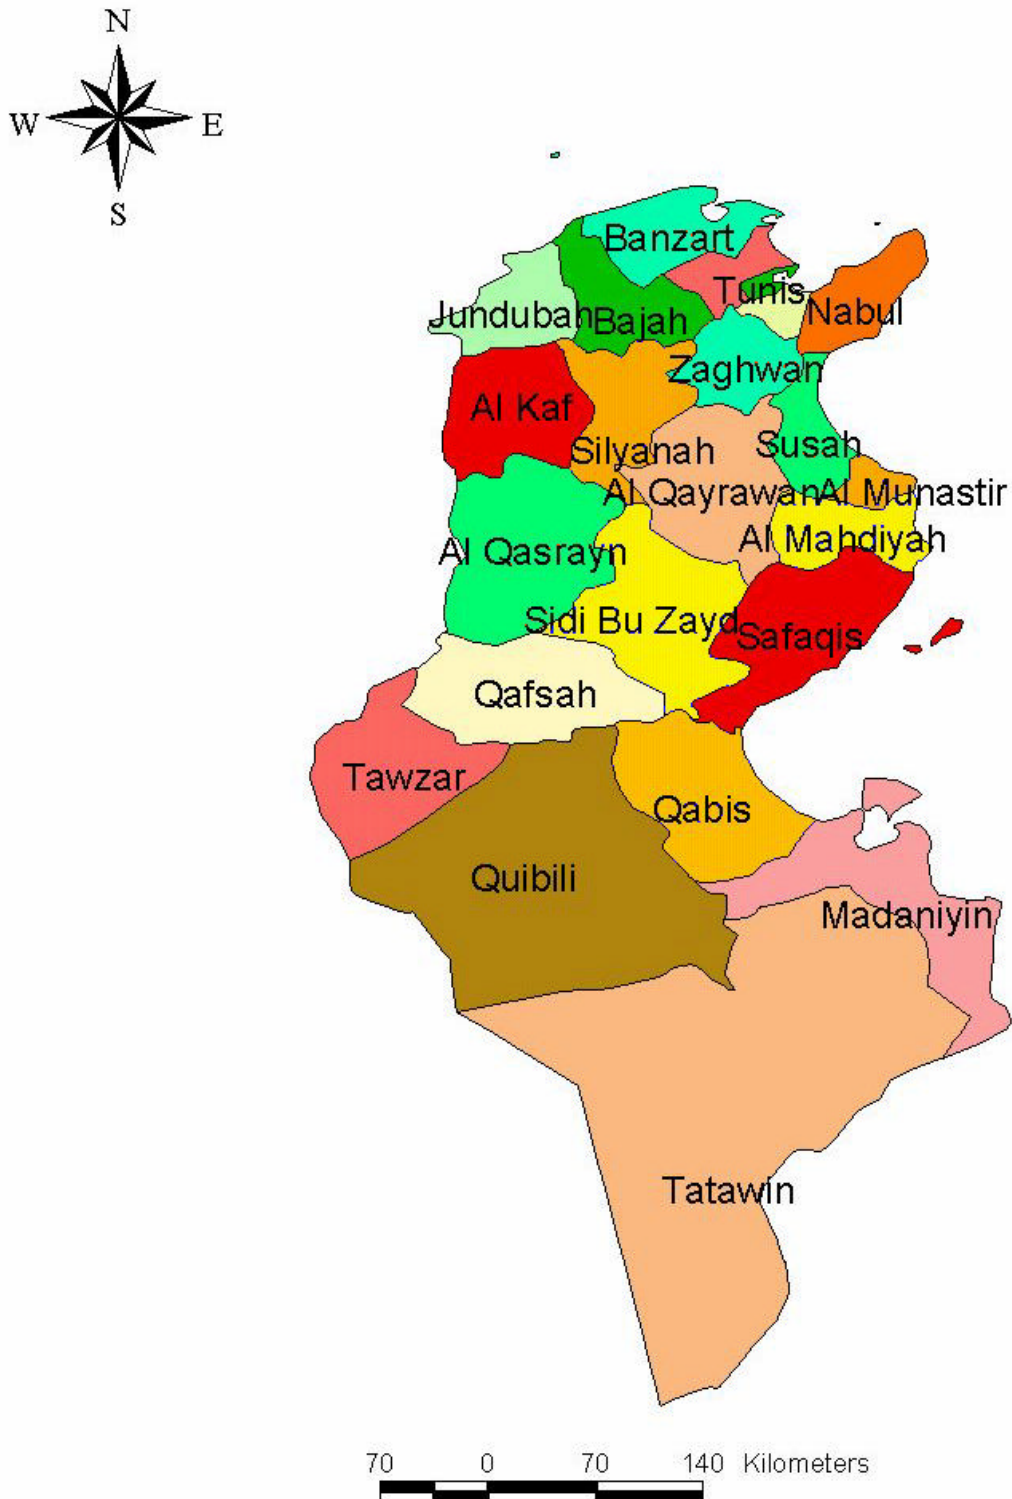 N
W E
S
Banzart
Tunis
Nabul
Jundubah
Bajah
Zaghwan
Al Kaf
Silyanah
Susah
Al Qayrawan
Al Munastir
Al Qasrayn
Al Mahdiyah
Sidi Bu Zayd
Safaqis
Qafsah
Tawzar
Qabis
Quibili
Madaniyin
Tatawin
70 0 70 140 Kilometers